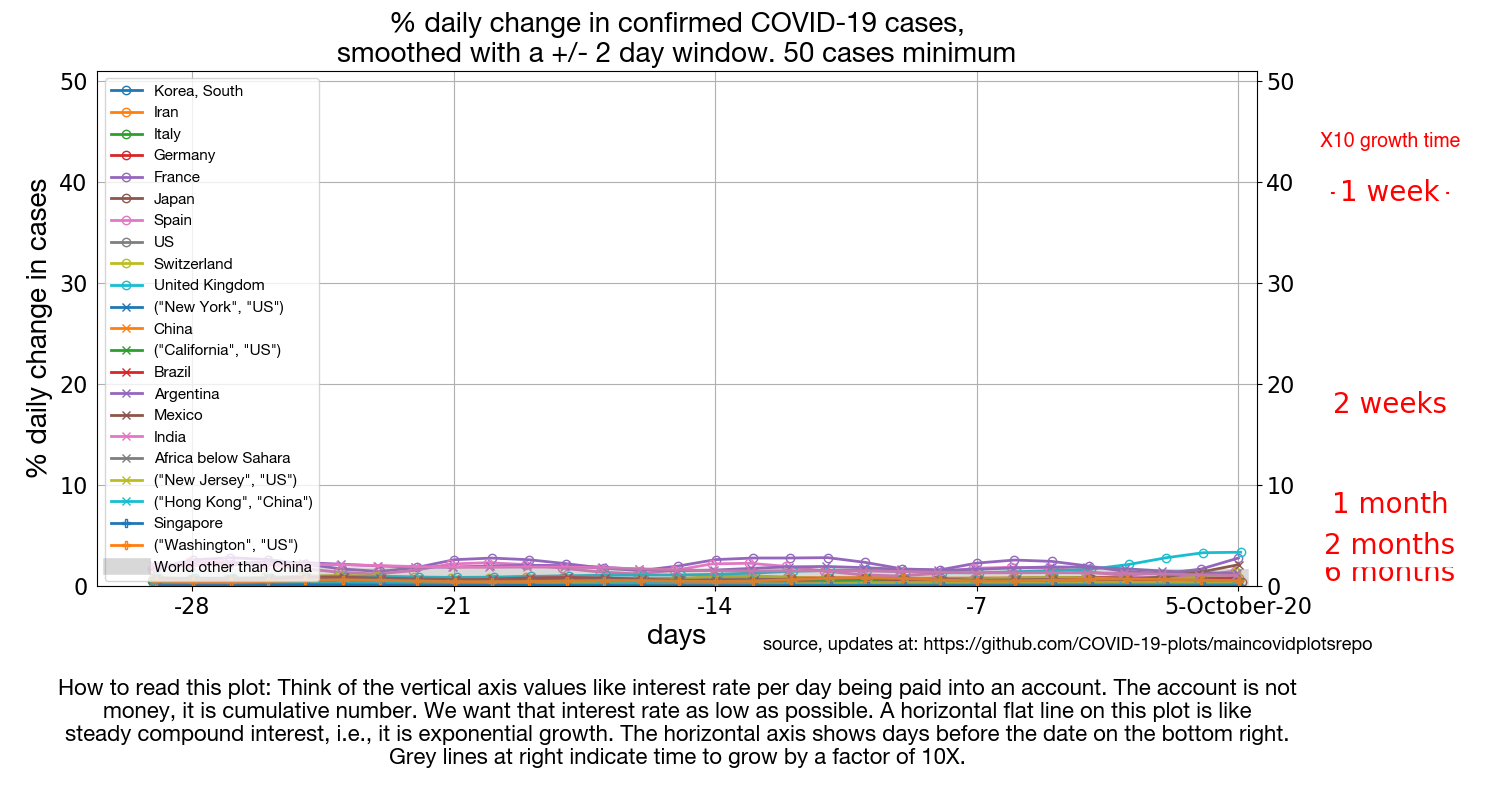 % daily change in confirmed COVID-19 cases,
smoothed with a +/- 2 day window. 50 cases minimum
% daily change in cases
50
40
30
20
10
0
Korea, South
Iran
Italy
Germany
France
Japan
Spain
US
Switzerland
United Kingdom
("New York", "US")
China
("California", "US")
Brazil
Argentina
Mexico
India
Africa below Sahara
("New Jersey", "US")
("Hong Kong", "China")
Singapore
("Washington", "US")
World other than China
50
40
30
20
10
0
X10 growth time
- 1 week -
2 weeks
1 month
2 months
6 months
-28
-21
-14
-7
5-October-20
days
source, updates at: https://github.com/COVID-19-plots/maincovidplotsrepo
How to read this plot: Think of the vertical axis values like interest rate per day being paid into an account. The account is not
money, it is cumulative number. We want that interest rate as low as possible. A horizontal flat line on this plot is like
steady compound interest, i.e., it is exponential growth. The horizontal axis shows days before the date on the bottom right.
Grey lines at right indicate time to grow by a factor of 10X.